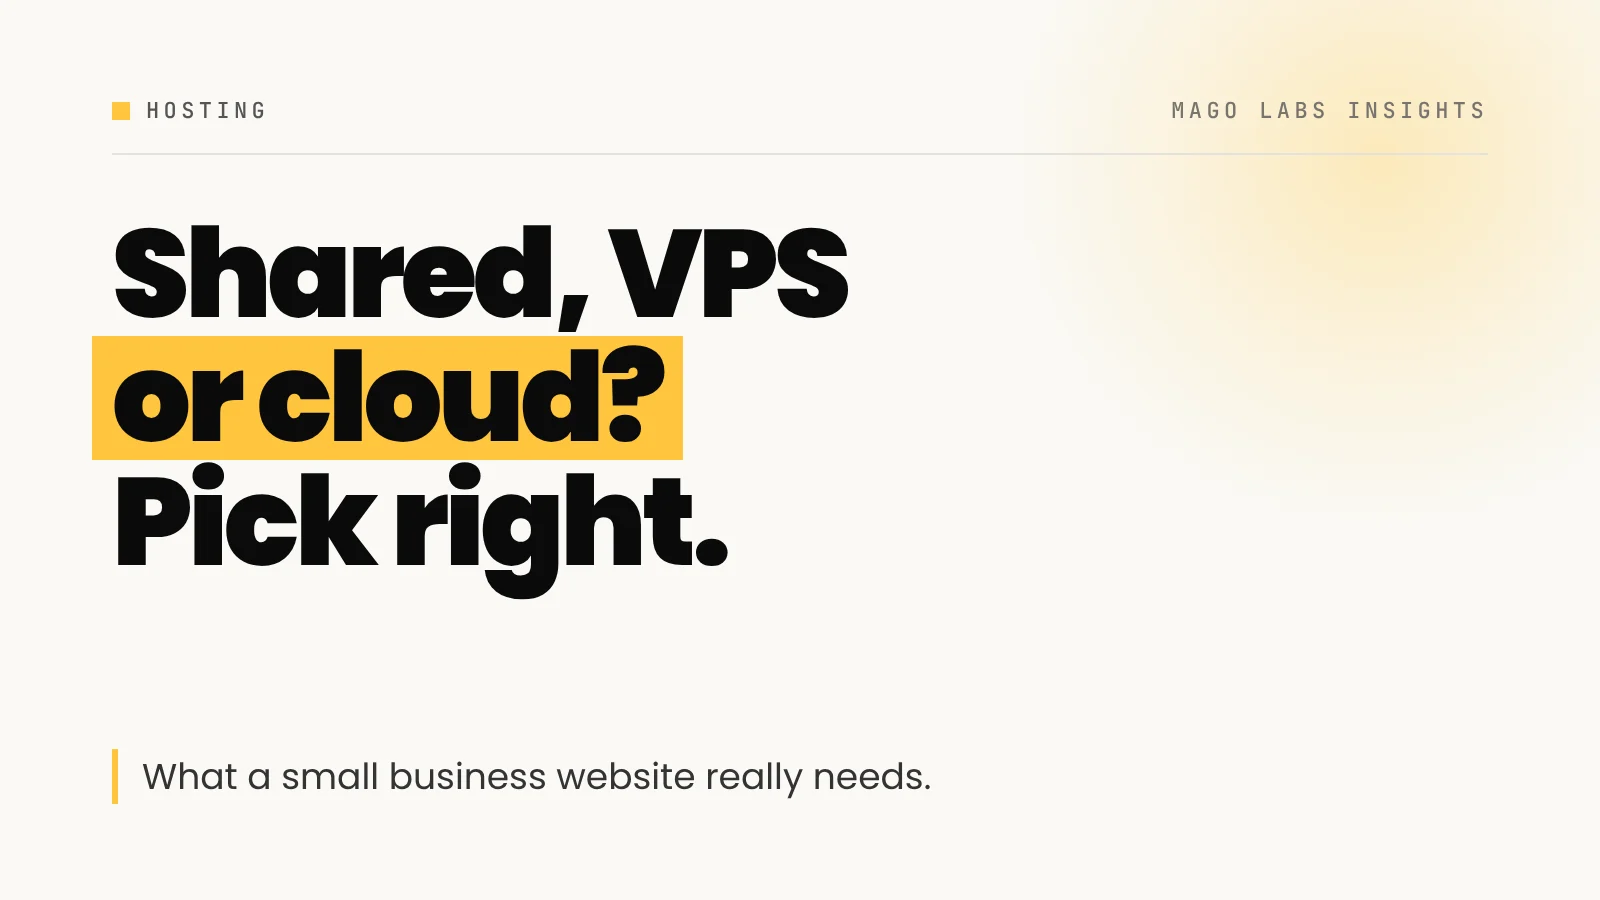 HOSTING
MAGO LABS INSIGHTS
Shared, VPS
or cloud?
Pick right.
What a small business website really needs.